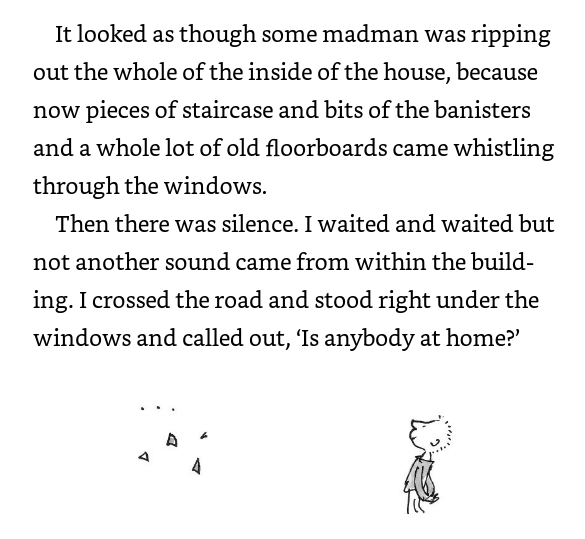 It looked as though some madman was ripping
out the whole of the inside of the house, because
now pieces of staircase and bits of the banisters
and a whole lot of old floorboards came whistling
through the windows.
Then there was silence. I waited and waited but
not another sound came from within the build-
ing. I crossed the road and stood right under the
windows and called out, ‘Is anybody at home?’